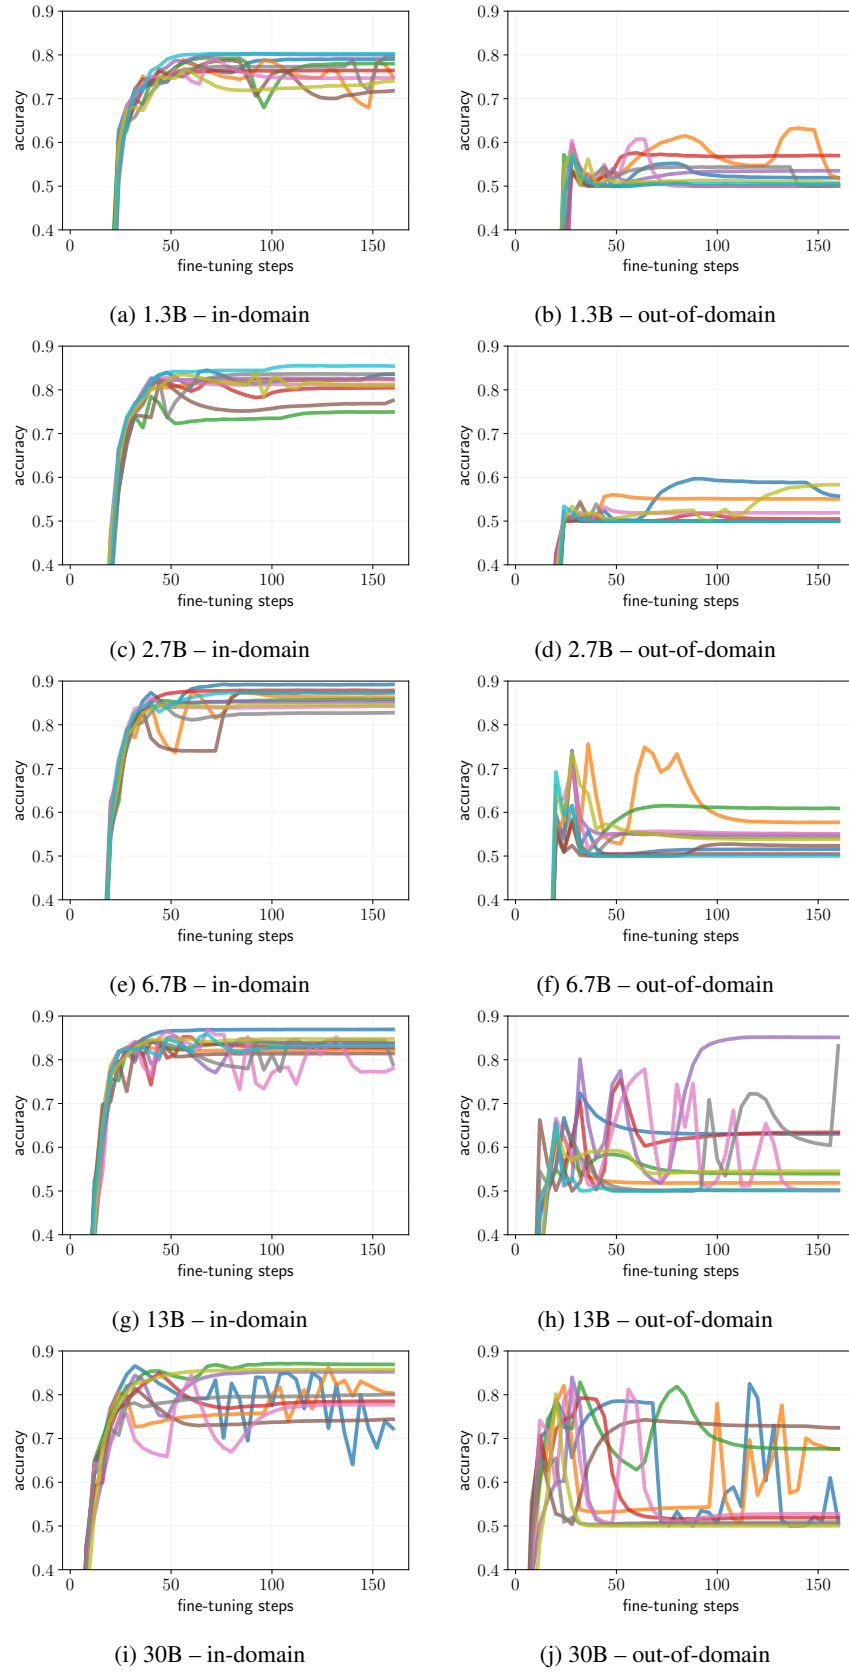 0.9
0.8
0.7
0.6
0.5
0.4
accuracy
0 50 100 150
fine-tuning steps
(a) 1.3B – in-domain
0.9
0.8
0.7
0.6
0.5
0.4
accuracy
0 50 100 150
fine-tuning steps
(b) 1.3B – out-of-domain
0.9
0.8
0.7
0.6
0.5
0.4
accuracy
0 50 100 150
fine-tuning steps
(c) 2.7B – in-domain
0.9
0.8
0.7
0.6
0.5
0.4
accuracy
0 50 100 150
fine-tuning steps
(d) 2.7B – out-of-domain
0.9
0.8
0.7
0.6
0.5
0.4
accuracy
0 50 100 150
fine-tuning steps
(e) 6.7B – in-domain
0.9
0.8
0.7
0.6
0.5
0.4
accuracy
0 50 100 150
fine-tuning steps
(f) 6.7B – out-of-domain
0.9
0.8
0.7
0.6
0.5
0.4
accuracy
0 50 100 150
fine-tuning steps
(g) 13B – in-domain
0.9
0.8
0.7
0.6
0.5
0.4
accuracy
0 50 100 150
fine-tuning steps
(h) 13B – out-of-domain
0.9
0.8
0.7
0.6
0.5
0.4
accuracy
0 50 100 150
fine-tuning steps
(i) 30B – in-domain
0.9
0.8
0.7
0.6
0.5
0.4
accuracy
0 50 100 150
fine-tuning steps
(j) 30B – out-of-domain